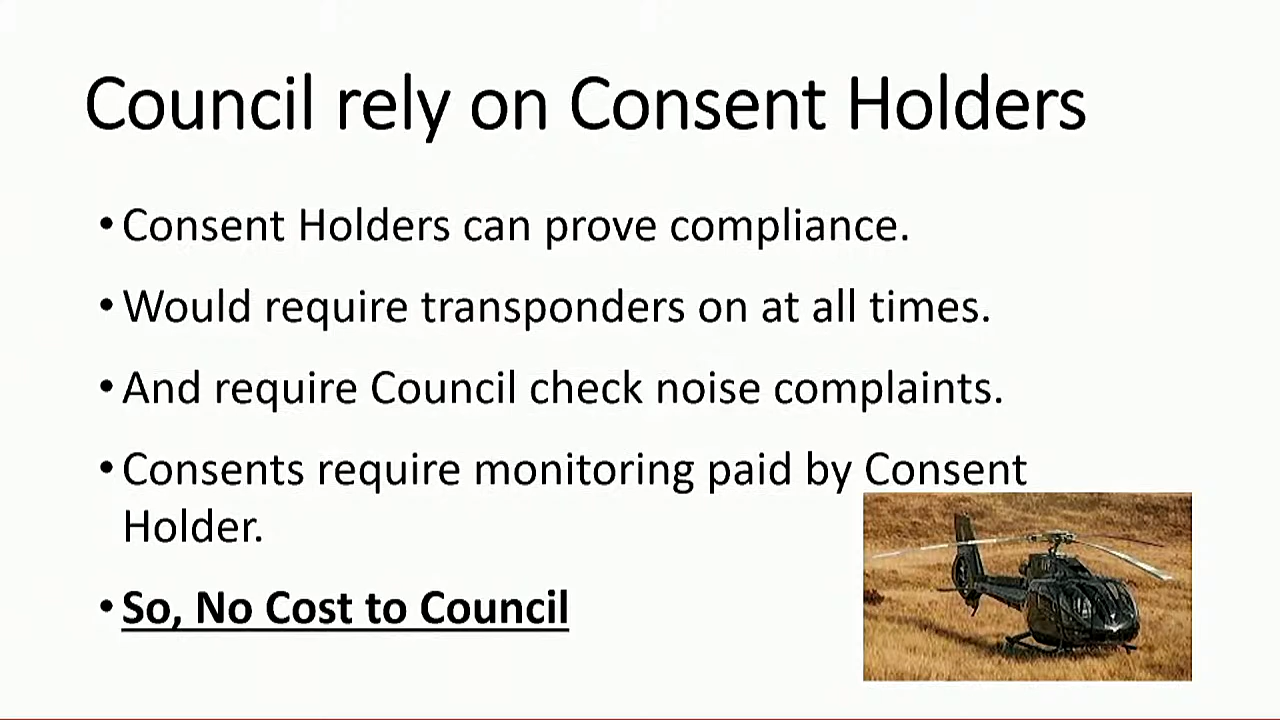 Council rely on Consent Holders
• Consent Holders can prove compliance.
• Would require transponders on at all times.
• And require Council check noise complaints.
• Consents require monitoring paid by Consent
Holder.
• So, No Cost to Council